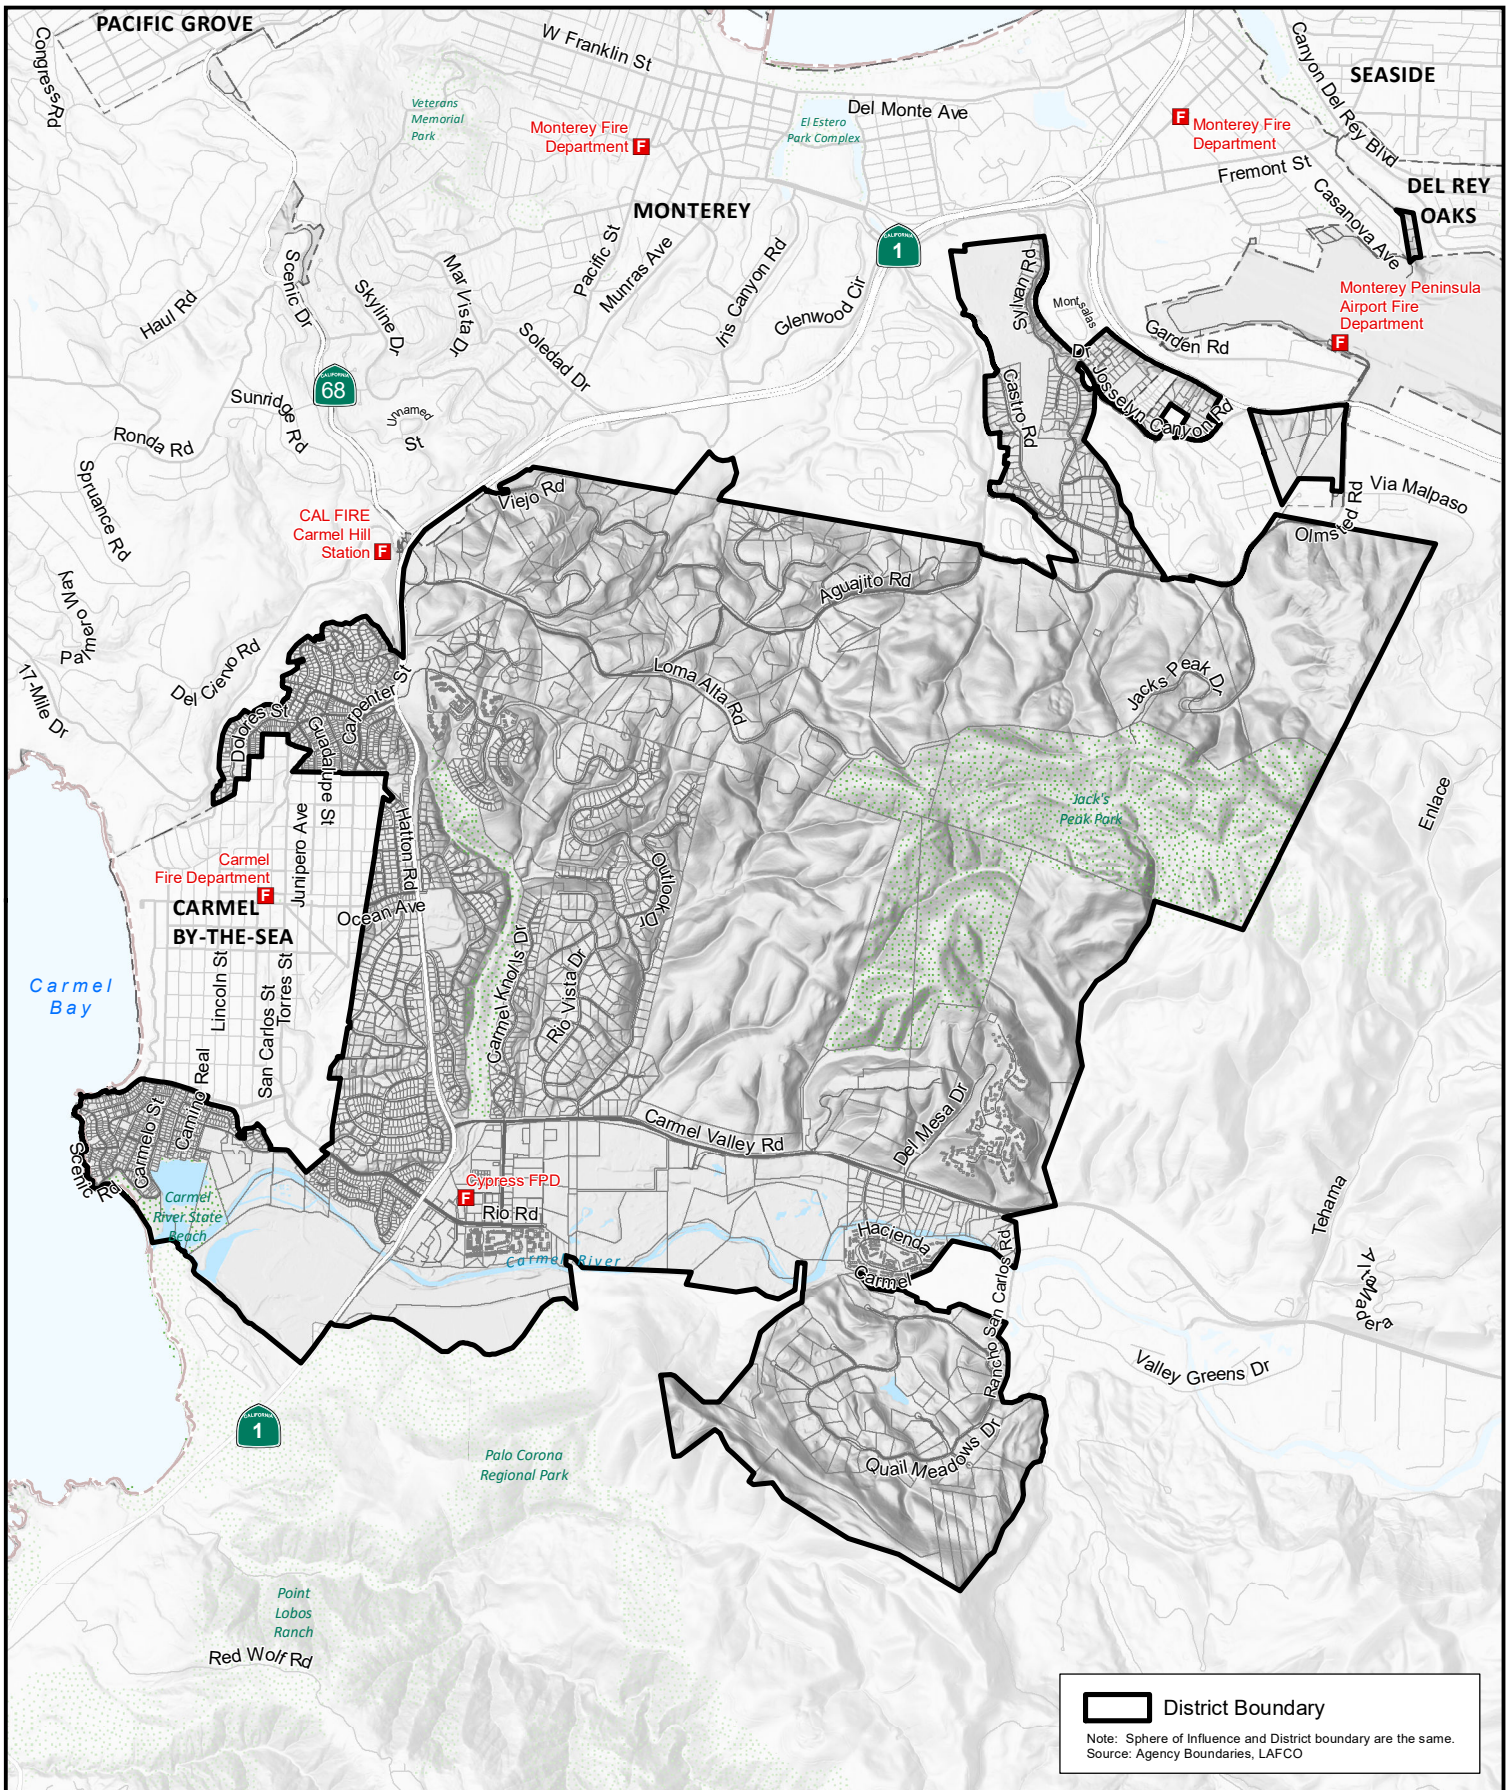 PACIFIC GROVE
Congress Rd
W Franklin St
Veterans
Memorial
Park
Monterey Fire
Department
F
El Estero
Park Complex
Del Monte Ave
Canyon Del Rey Blvd
SEASIDE
F
Monterey Fire
Department
Fremont St
Casanova Ave
DEL REY
OAKS
MONTEREY
CALIFORNIA
1
Pacific St
Munras Ave
Iris Canyon Rd
Glenwood Cir
Mar Vista Dr
Skyline Dr
Scenic Dr
Haul Rd
Soledad Dr
Sylvan Rd
Montsalas
Dr
Garden Rd
Monterey Peninsula
Airport Fire
Department
F
CALIFORNIA
68
Sunridge Rd
Unnamed
St
Ronda Rd
Spruance Rd
Castro Rd
Josselyn Canyon Rd
Via Malpaso
Olmsted Rd
Viejo Rd
CAL FIRE
Carmel Hill
Station
F
Aguajito Rd
Palmero Way
17-Mile Dr
Del Ciervo Rd
Carpenter St
Loma Alta Rd
Jacks Peak Dr
Dolores St
Guadalupe St
Jack's
Peak Park
Enlace
Junipero Ave
Hatton Rd
Carmel
Fire Department
F
Outlook Dr
CARMEL
BY-THE-SEA
Ocean Ave
Carmel
Bay
Lincoln St
San Carlos St
Torres St
Carmel Knolls Dr
Rio Vista Dr
Camino Real
Carmelo St
Scenic Rd
Carmel Valley Rd
Del Mesa Dr
Carmel
River State
Beach
Cypress FPD
F
Rio Rd
Carmel River
Hacienda
Carmel
Rancho San Carlos Rd
Tehama
Alta Madera
Valley Greens Dr
CALIFORNIA
1
Palo Corona
Regional Park
Quail Meadows Dr
Point
Lobos
Ranch
Red Wolf Rd
District Boundary
Note: Sphere of Influence and District boundary are the same.
Source: Agency Boundaries, LAFCO